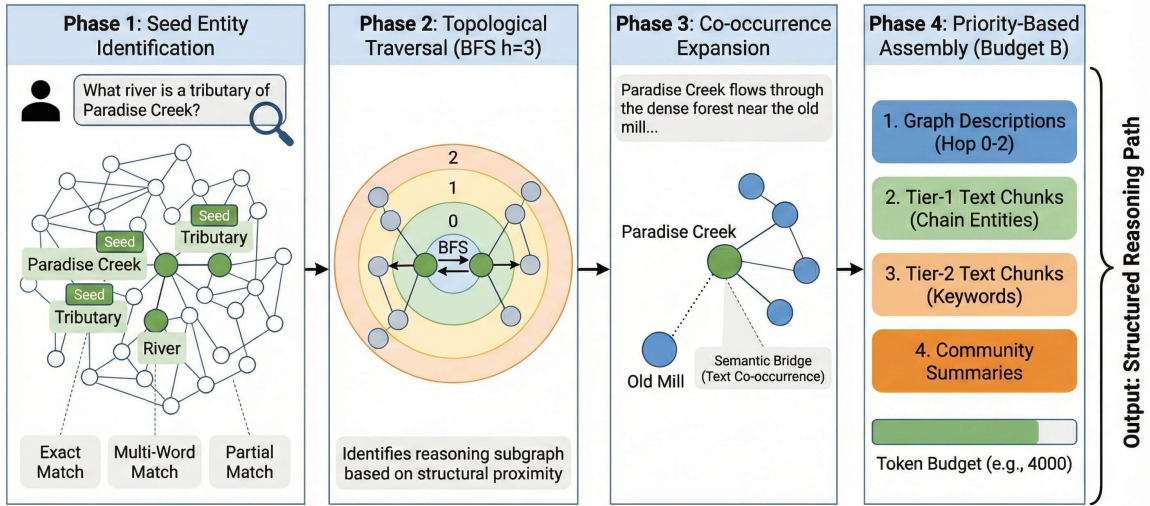 Phase 1: Seed Entity
Identification
What river is a tributary of
Paradise Creek?
Seed
Tributary
Seed
Paradise Creek
Seed
Tributary
River
Exact
Match
Multi-Word
Match
Partial
Match
Phase 2: Topological
Traversal (BFS h=3)
2
1
0
BFS
Identifies reasoning subgraph
based on structural proximity
Phase 3: Co-occurrence
Expansion
Paradise Creek flows through
the dense forest near the old
mill...
Paradise Creek
Old Mill
Semantic Bridge
(Text Co-occurrence)
Phase 4: Priority-Based
Assembly (Budget B)
1. Graph Descriptions
(Hop 0-2)
2. Tier-1 Text Chunks
(Chain Entities)
3. Tier-2 Text Chunks
(Keywords)
4. Community
Summaries
Token Budget (e.g., 4000)
Output: Structured Reasoning Path